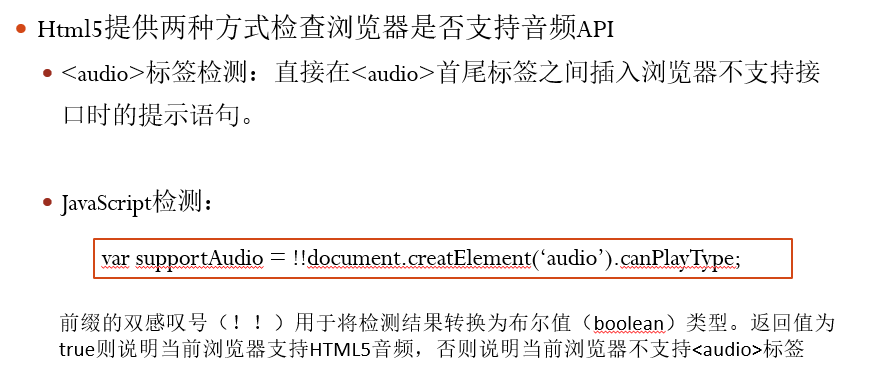 Html5提供两种方式检查浏览器是否支持音频API
<audio>标签检测：直接在<audio>首尾标签之间插入浏览器不支持接
口时的提示语句。
JavaScript检测：
var supportAudio = !!document.creatElement(‘audio’).canPlayType;
前缀的双感叹号（！！）用于将检测结果转换为布尔值（boolean）类型。返回值为
true则说明当前浏览器支持HTML5音频，否则说明当前浏览器不支持<audio>标签